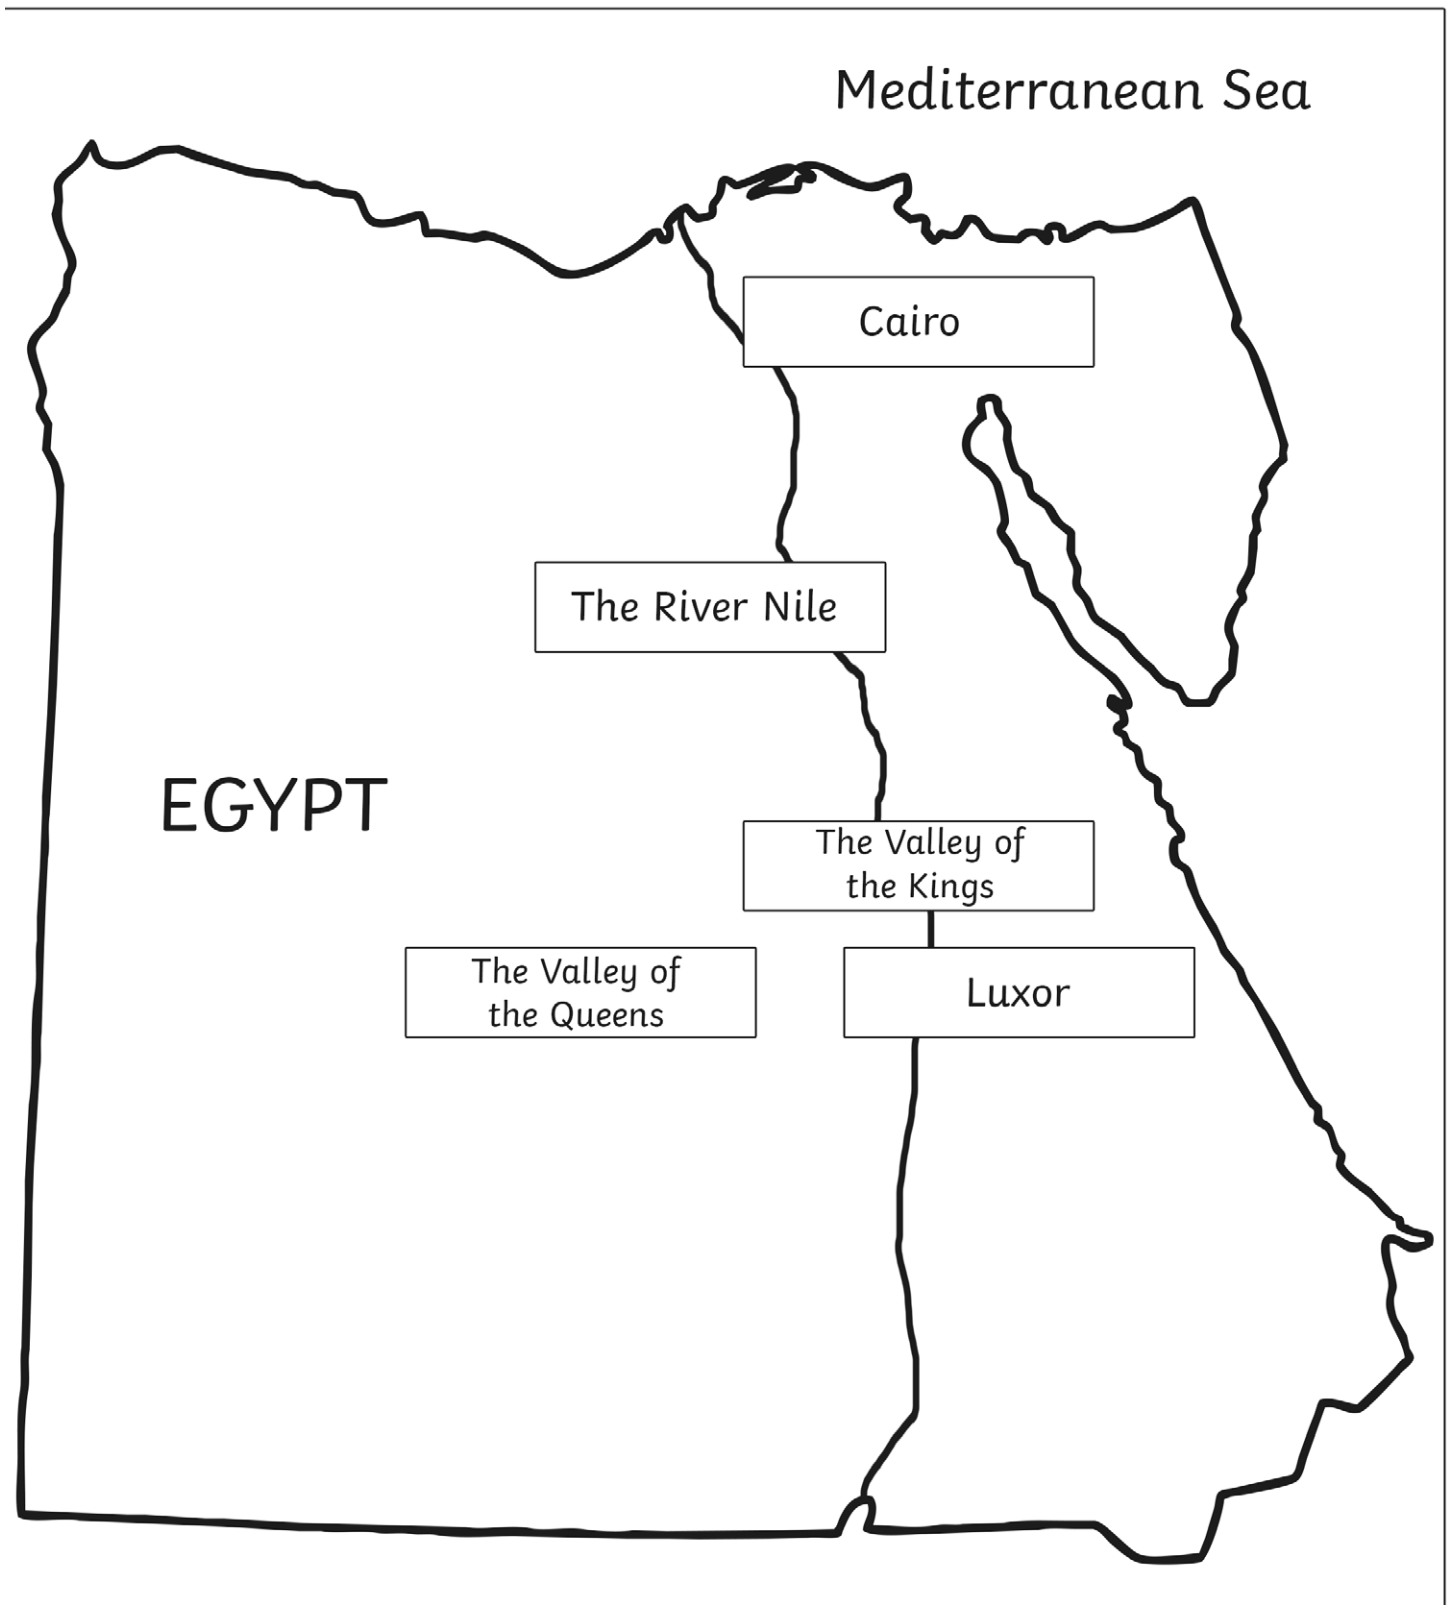 Mediterranean Sea
Cairo
The River Nile
EGYPT
The Valley of
the Kings
The Valley of
the Queens
Luxor